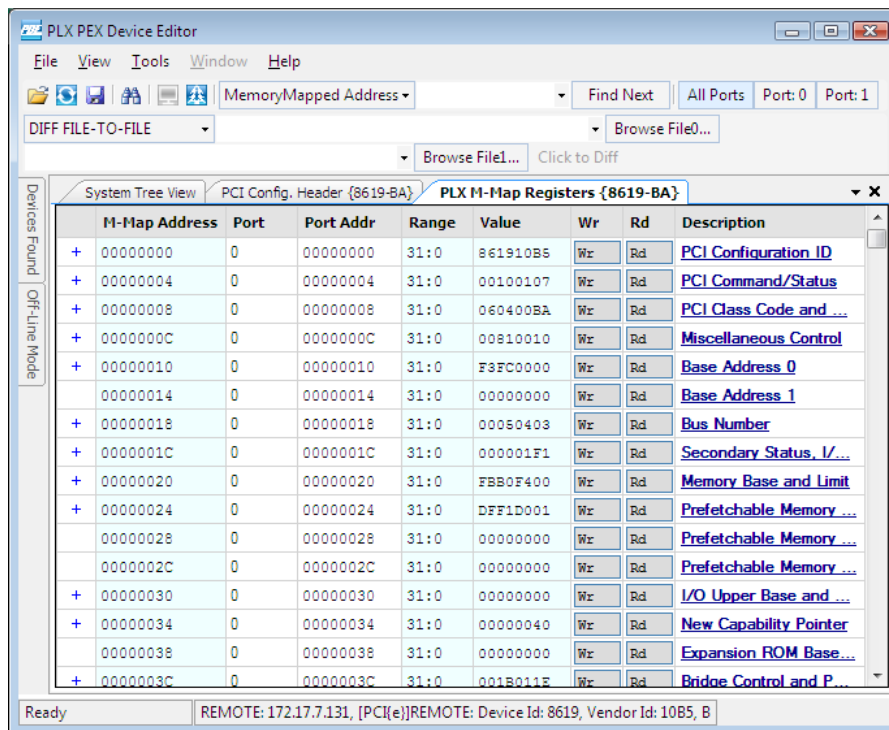 PLX PEX Device Editor
File View Tools Window Help
MemoryMapped Address Find Next All Ports Port: 0 Port: 1
DIFF FILE-TO-FILE Browse File0...
Browse File1... Click to Diff
Devices Found
Off-Line Mode
System Tree View PCI Config. Header {8619-BA} PLX M-Map Registers {8619-BA}
M-Map Address Port Port Addr Range Value Wr Rd Description
+ 00000000 0 00000000 31:0 861910B5 Wr Rd PCI Configuration ID
+ 00000004 0 00000004 31:0 00100107 Wr Rd PCI Command/Status
+ 00000008 0 00000008 31:0 060400BA Wr Rd PCI Class Code and ...
+ 0000000C 0 0000000C 31:0 00810010 Wr Rd Miscellaneous Control
+ 00000010 0 00000010 31:0 F3FC0000 Wr Rd Base Address 0
00000014 0 00000014 31:0 00000000 Wr Rd Base Address 1
+ 00000018 0 00000018 31:0 00050403 Wr Rd Bus Number
+ 0000001C 0 0000001C 31:0 000001F1 Wr Rd Secondary Status, I/...
+ 00000020 0 00000020 31:0 FBB0F400 Wr Rd Memory Base and Limit
+ 00000024 0 00000024 31:0 DFF1D001 Wr Rd Prefetchable Memory ...
00000028 0 00000028 31:0 00000000 Wr Rd Prefetchable Memory ...
0000002C 0 0000002C 31:0 00000000 Wr Rd Prefetchable Memory ...
+ 00000030 0 00000030 31:0 00000000 Wr Rd I/O Upper Base and ...
+ 00000034 0 00000034 31:0 00000040 Wr Rd New Capability Pointer
00000038 0 00000038 31:0 00000000 Wr Rd Expansion ROM Base...
+ 0000003C 0 0000003C 31:0 001B011E Wr Rd Bridge Control and P...
Ready REMOTE: 172.17.7.131, [PCI{e}]REMOTE: Device Id: 8619, Vendor Id: 10B5, B